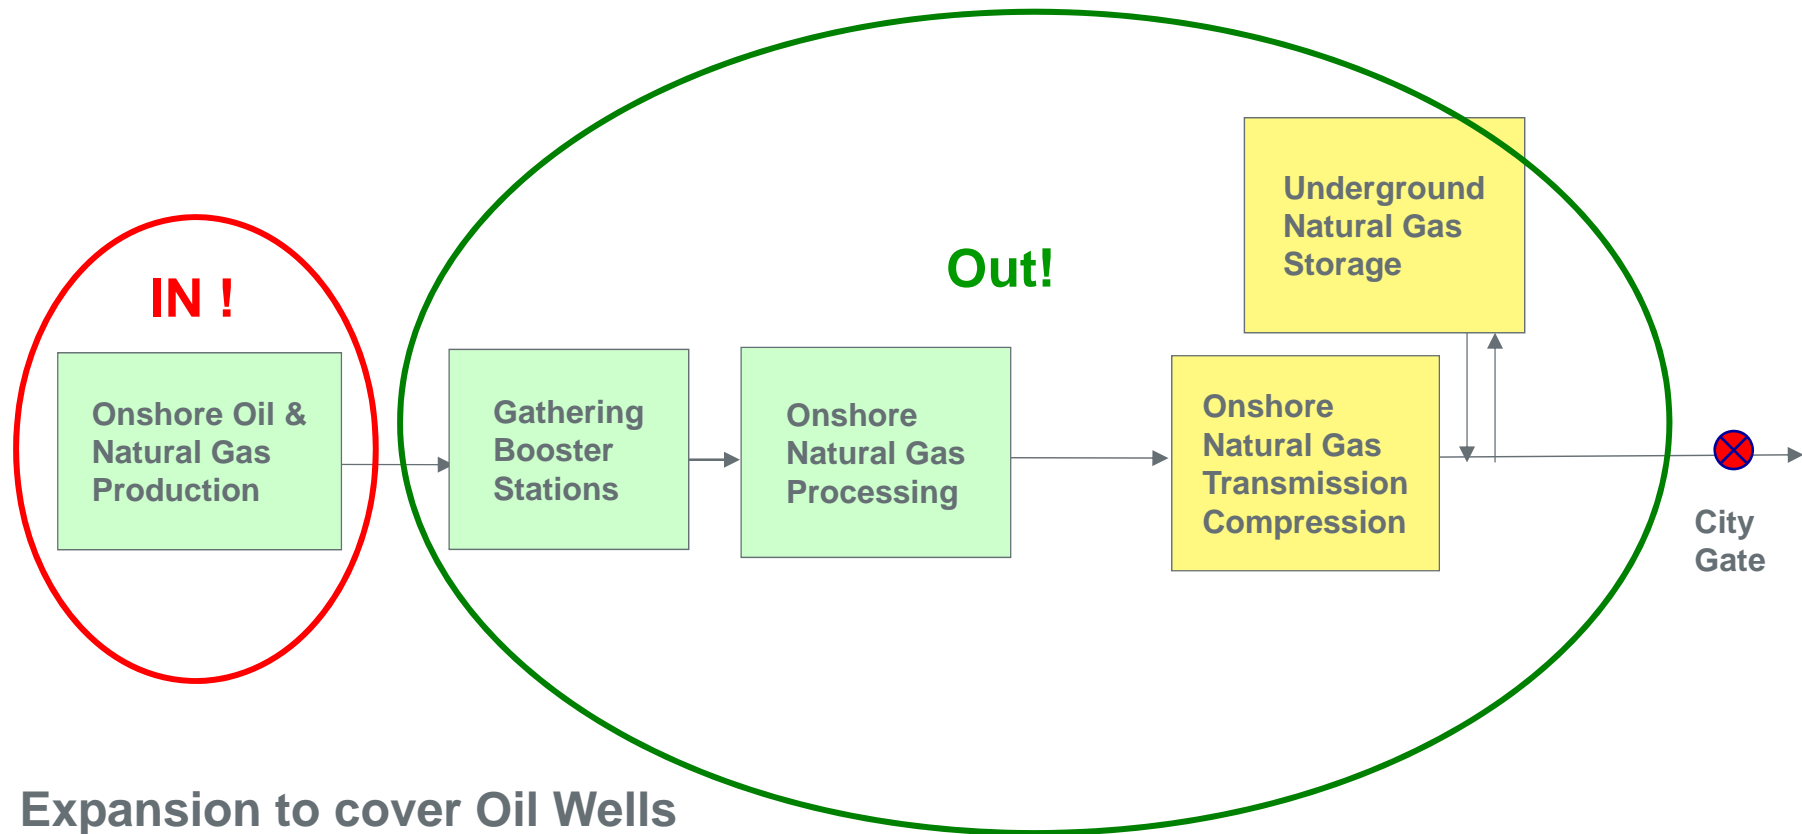 IN !
Out!
Onshore Oil &
Natural Gas
Production
Gathering
Booster
Stations
Onshore
Natural Gas
Processing
Onshore
Natural Gas
Transmission
Compression
Underground
Natural Gas
Storage
City
Gate
Expansion to cover Oil Wells